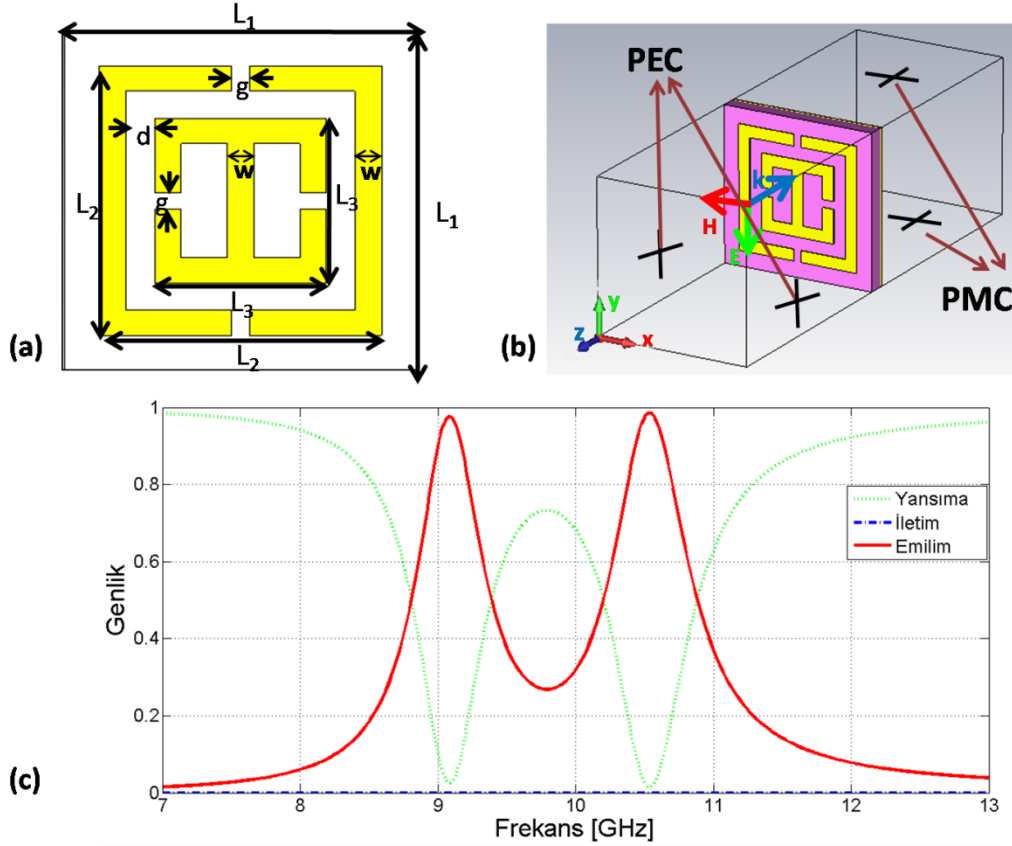 L1
g
d
w
w
L2
g
L3
L1
L3
L2
(a)
PEC
k
H
E
PMC
y
z
x
(b)
1
0.8
0.6
0.4
0.2
0
Genlik
Yansıma
İletim
Emilim
7 8 9 10 11 12 13
Frekans [GHz]
(c)